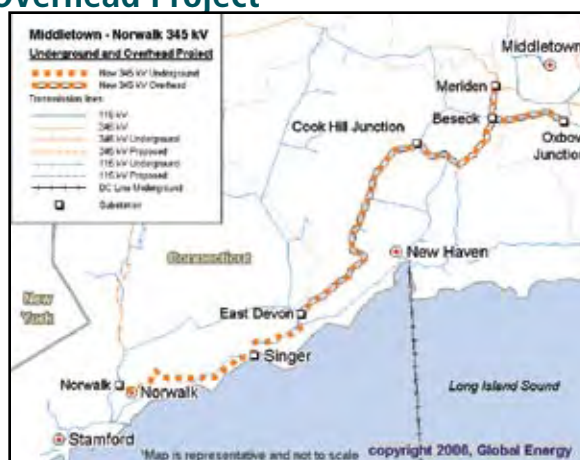 Overhead Project
Middletown - Norwalk 345 kV
Underground and Overhead Project
New 345 kV Underground
New 345 kV Overhead
Transmission lines
115 kV
345 kV
345 kV Underground
345 kV Proposed
115 kV Underground
115 kV Proposed
DC Line Underground
Substation
Middletown
Meriden
Beseck
Cook Hill Junction
Oxbow
Junction
Connecticut
New Haven
New
York
East Devon
Singer
Norwalk
Norwalk
Long Island Sound
Stamford
*Map is representative and not to scale
copyright 2006, Global Energy